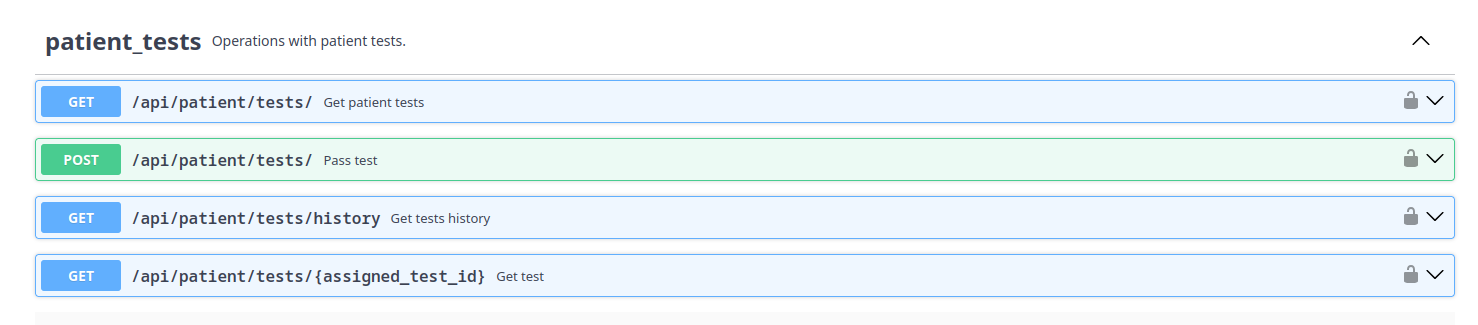 patient_tests Operations with patient tests.
GET /api/patient/tests/ Get patient tests
POST /api/patient/tests/ Pass test
GET /api/patient/tests/history Get tests history
GET /api/patient/tests/{assigned_test_id} Get test